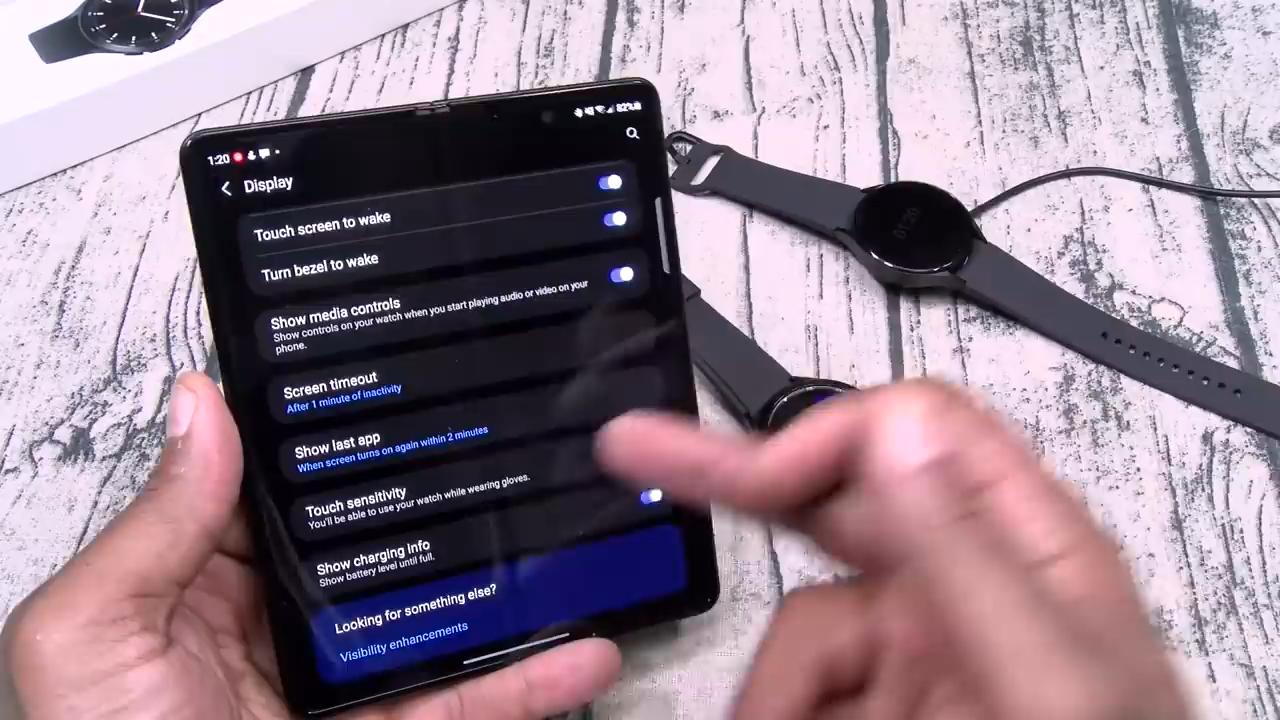 1:20
82%
Display
Touch screen to wake
Turn bezel to wake
Show media controls
Show controls on your watch when you start playing audio or video on your
phone.
Screen timeout
After 1 minute of inactivity
Show last app
When screen turns on again within 2 minutes
Touch sensitivity
You'll be able to use your watch while wearing gloves.
Show charging info
Show battery level until full.
Looking for something else?
Visibility enhancements